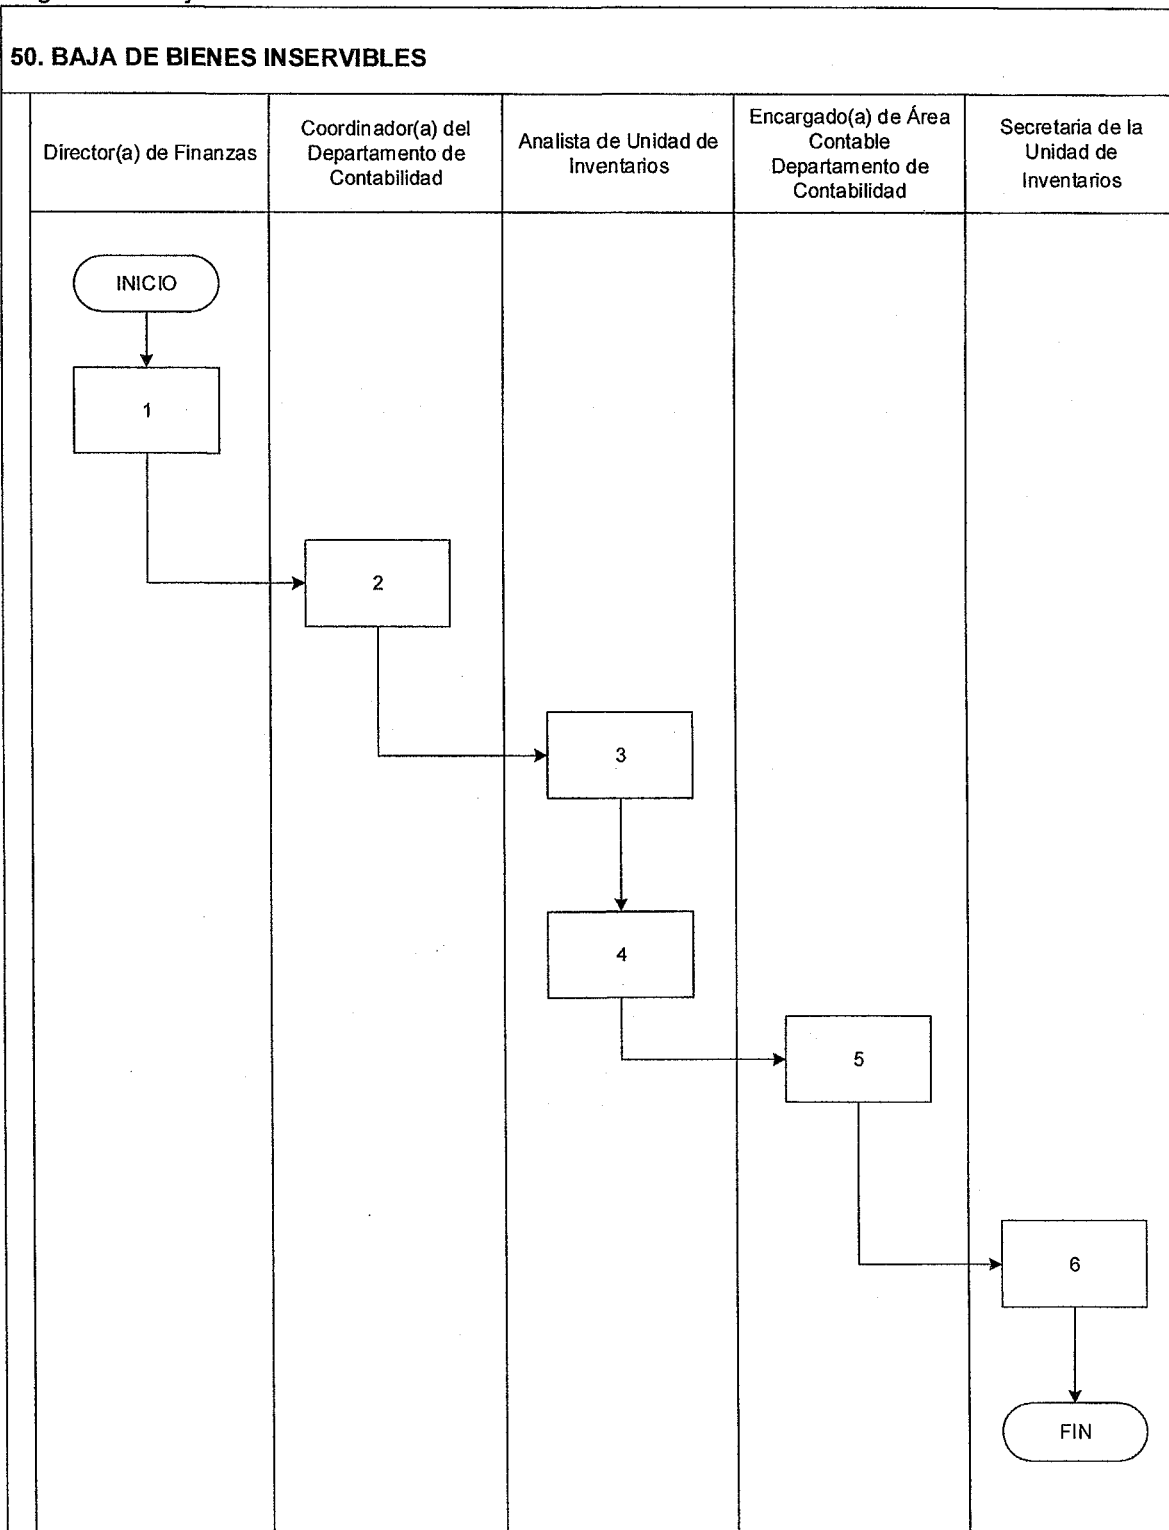 50. BAJA DE BIENES INSERVIBLES
Director(a) de Finanzas
Coordinador(a) del
Departamento de
Contabilidad
Analista de Unidad de
Inventarios
Encargado(a) de Área
Contable
Departamento de
Contabilidad
Secretaria de la
Unidad de
Inventarios
INICIO
1
2
3
4
5
6
FIN